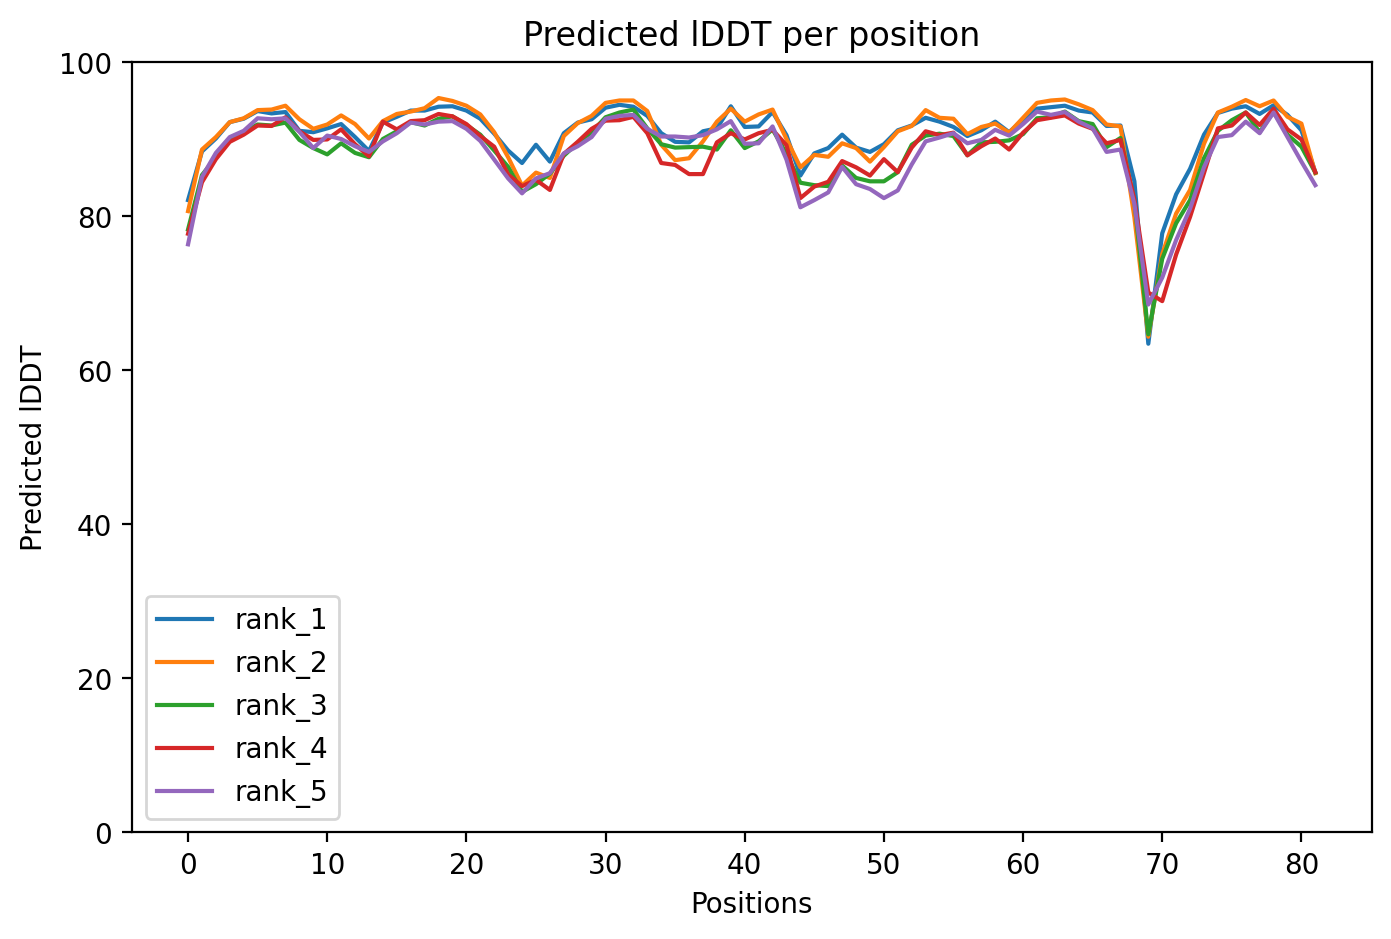 Predicted lDDT per position
Predicted lDDT
100
80
60
40
20
0
rank_1
rank_2
rank_3
rank_4
rank_5
0 10 20 30 40 50 60 70 80
Positions